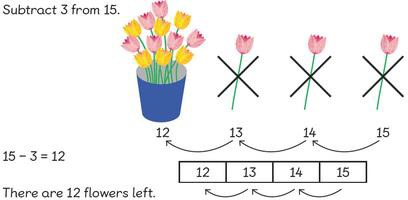 Subtract 3 from 15.
12 13 14 15
15 – 3 = 12
12 13 14 15
There are 12 flowers left.